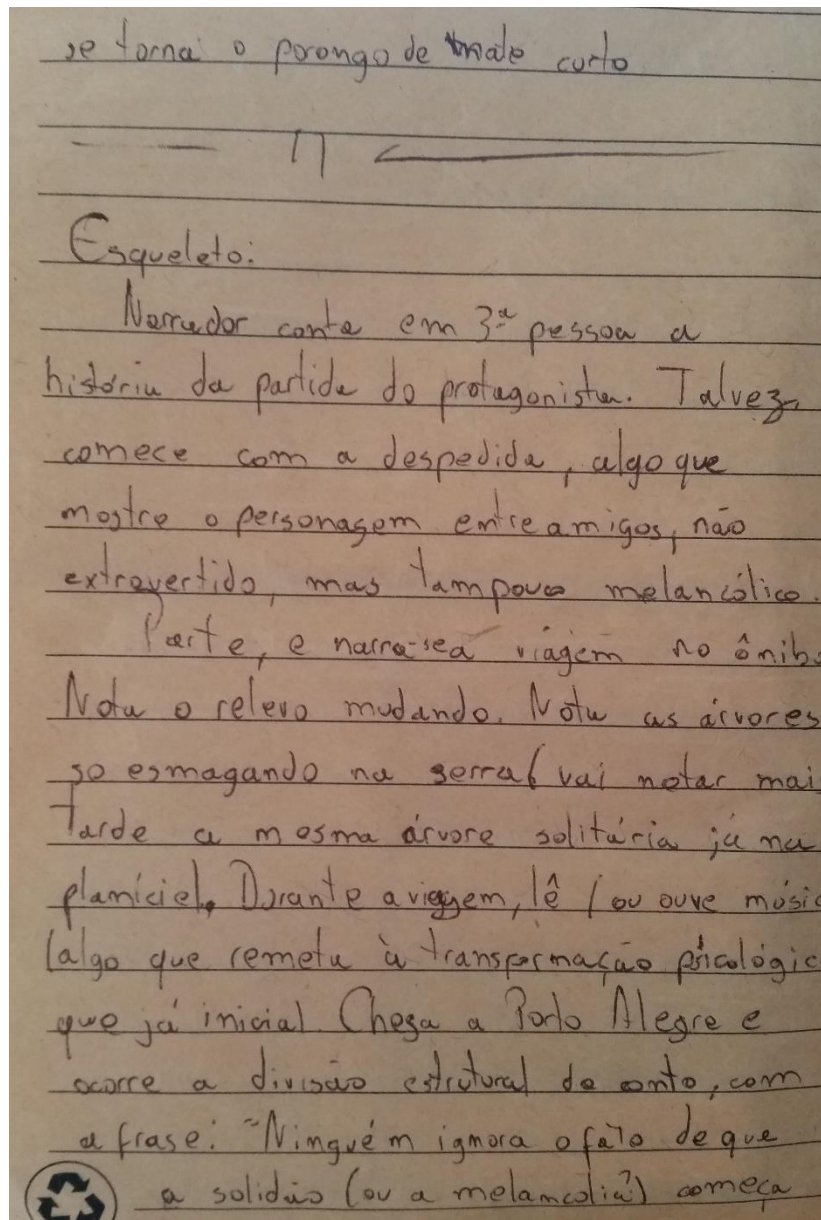 se torna o porongo de mate curto
Esqueleto:
Narrador conta em 3ª pessoa a
história da partida do protagonista. Talvez
comece com a despedida, algo que
mostre o personagem entre amigos, não
extrovertido, mas tampouco melancólico.
Parte, e narra-se a viagem no ônib
Nota o relevo mudando. Nota as árvores
se esmagando na serra (vai notar mai
tarde a mesma árvore solitária já na
planície). Durante a viagem, lê / ou ouve músic
(algo que remeta à transformação psicológic
que já inicia). Chega a Porto Alegre e
ocorre a divisão estrutural do conto, com
a frase: "Ninguém ignora o fato de que
a solidão (ou a melancolia?) começa